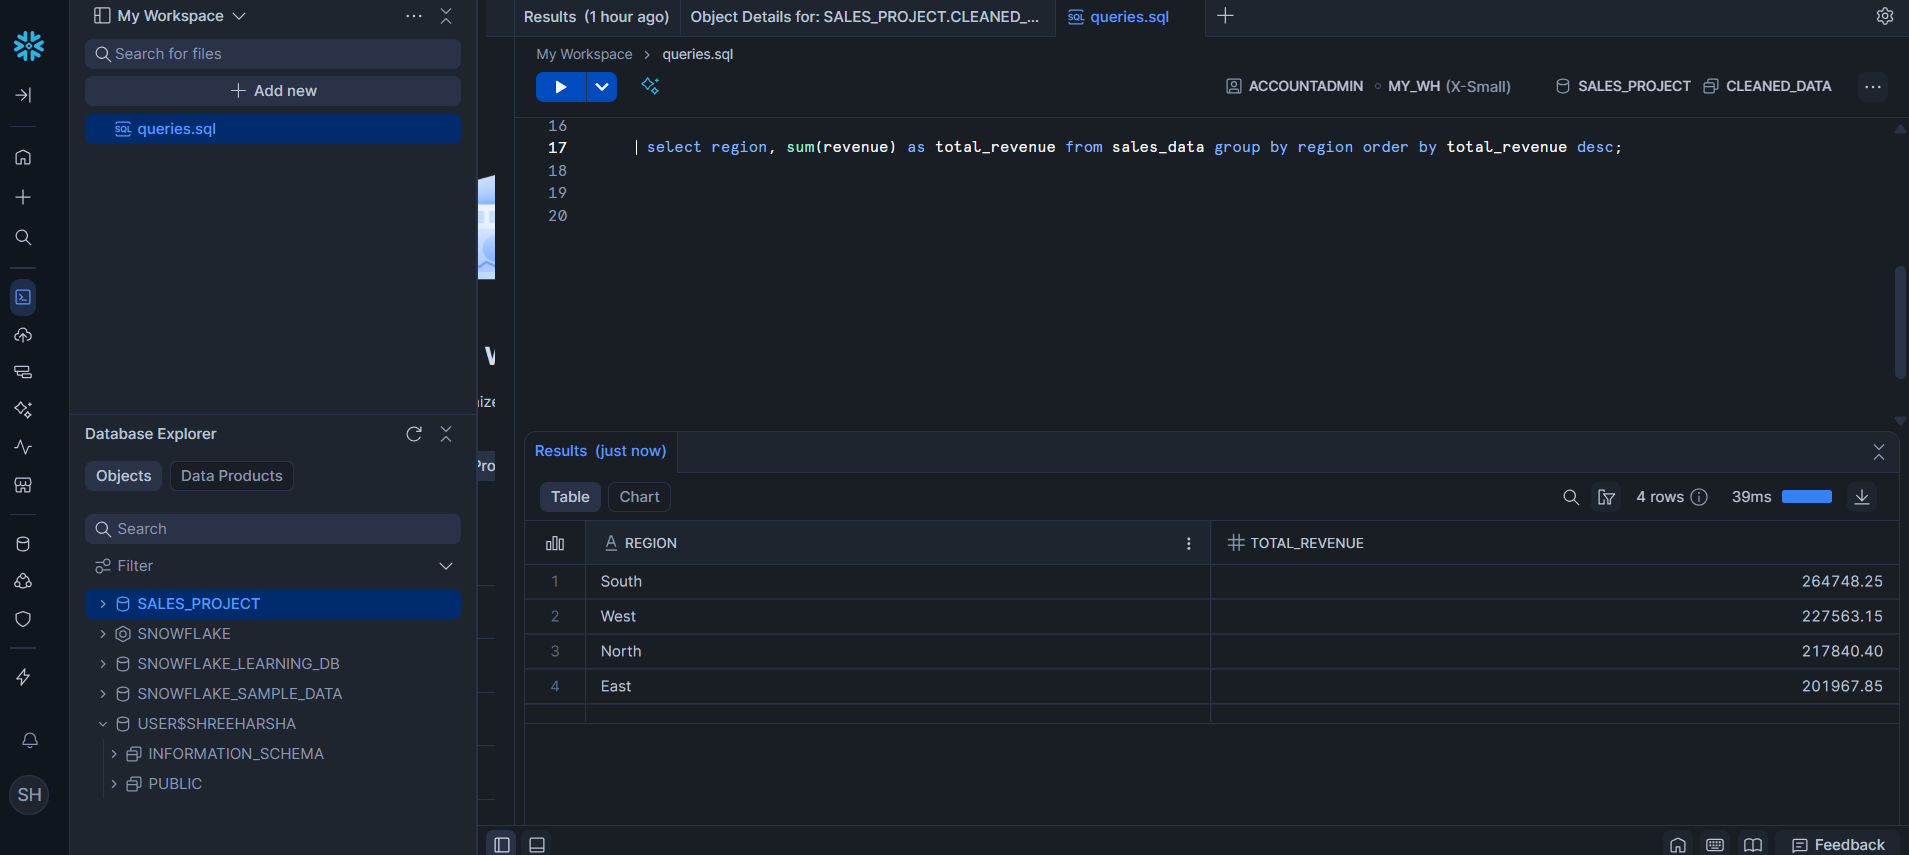 My Workspace
Search for files
Add new
SQL queries.sql
Database Explorer
Objects
Data Products
Search
Filter
SALES_PROJECT
SNOWFLAKE
SNOWFLAKE_LEARNING_DB
SNOWFLAKE_SAMPLE_DATA
USER$SHREEHARSHA
INFORMATION_SCHEMA
PUBLIC
SH
Results (1 hour ago)
Object Details for: SALES_PROJECT.CLEANED_...
SQL queries.sql
My Workspace > queries.sql
ACCOUNTADMIN
MY_WH (X-Small)
SALES_PROJECT
CLEANED_DATA
16
17 select region, sum(revenue) as total_revenue from sales_data group by region order by total_revenue desc;
18
19
20
Results (just now)
Table
Chart
4 rows
39ms
REGION TOTAL_REVENUE
1 South 264748.25
2 West 227563.15
3 North 217840.40
4 East 201967.85
Feedback